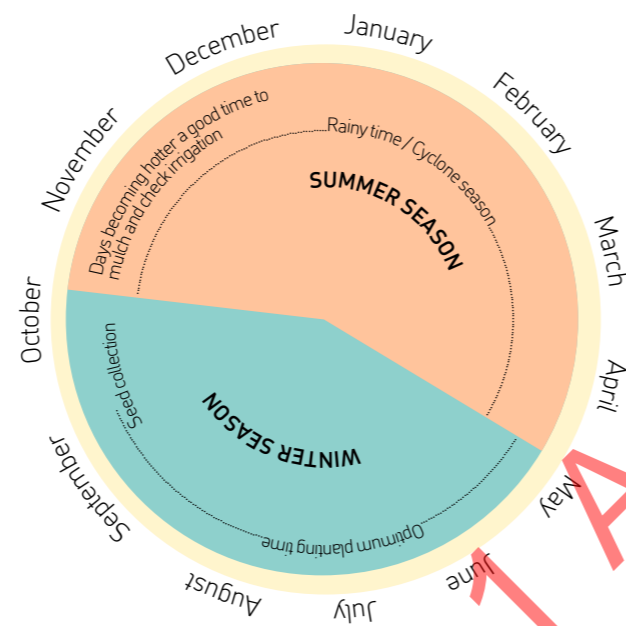 January
February
March
April
May
June
July
August
September
October
November
December
Rainy time / Cyclone season
SUMMER SEASON
Days becoming hotter a good time to
mulch and check irrigation
Seed collection
WINTER SEASON
Optimum planting time
1 A